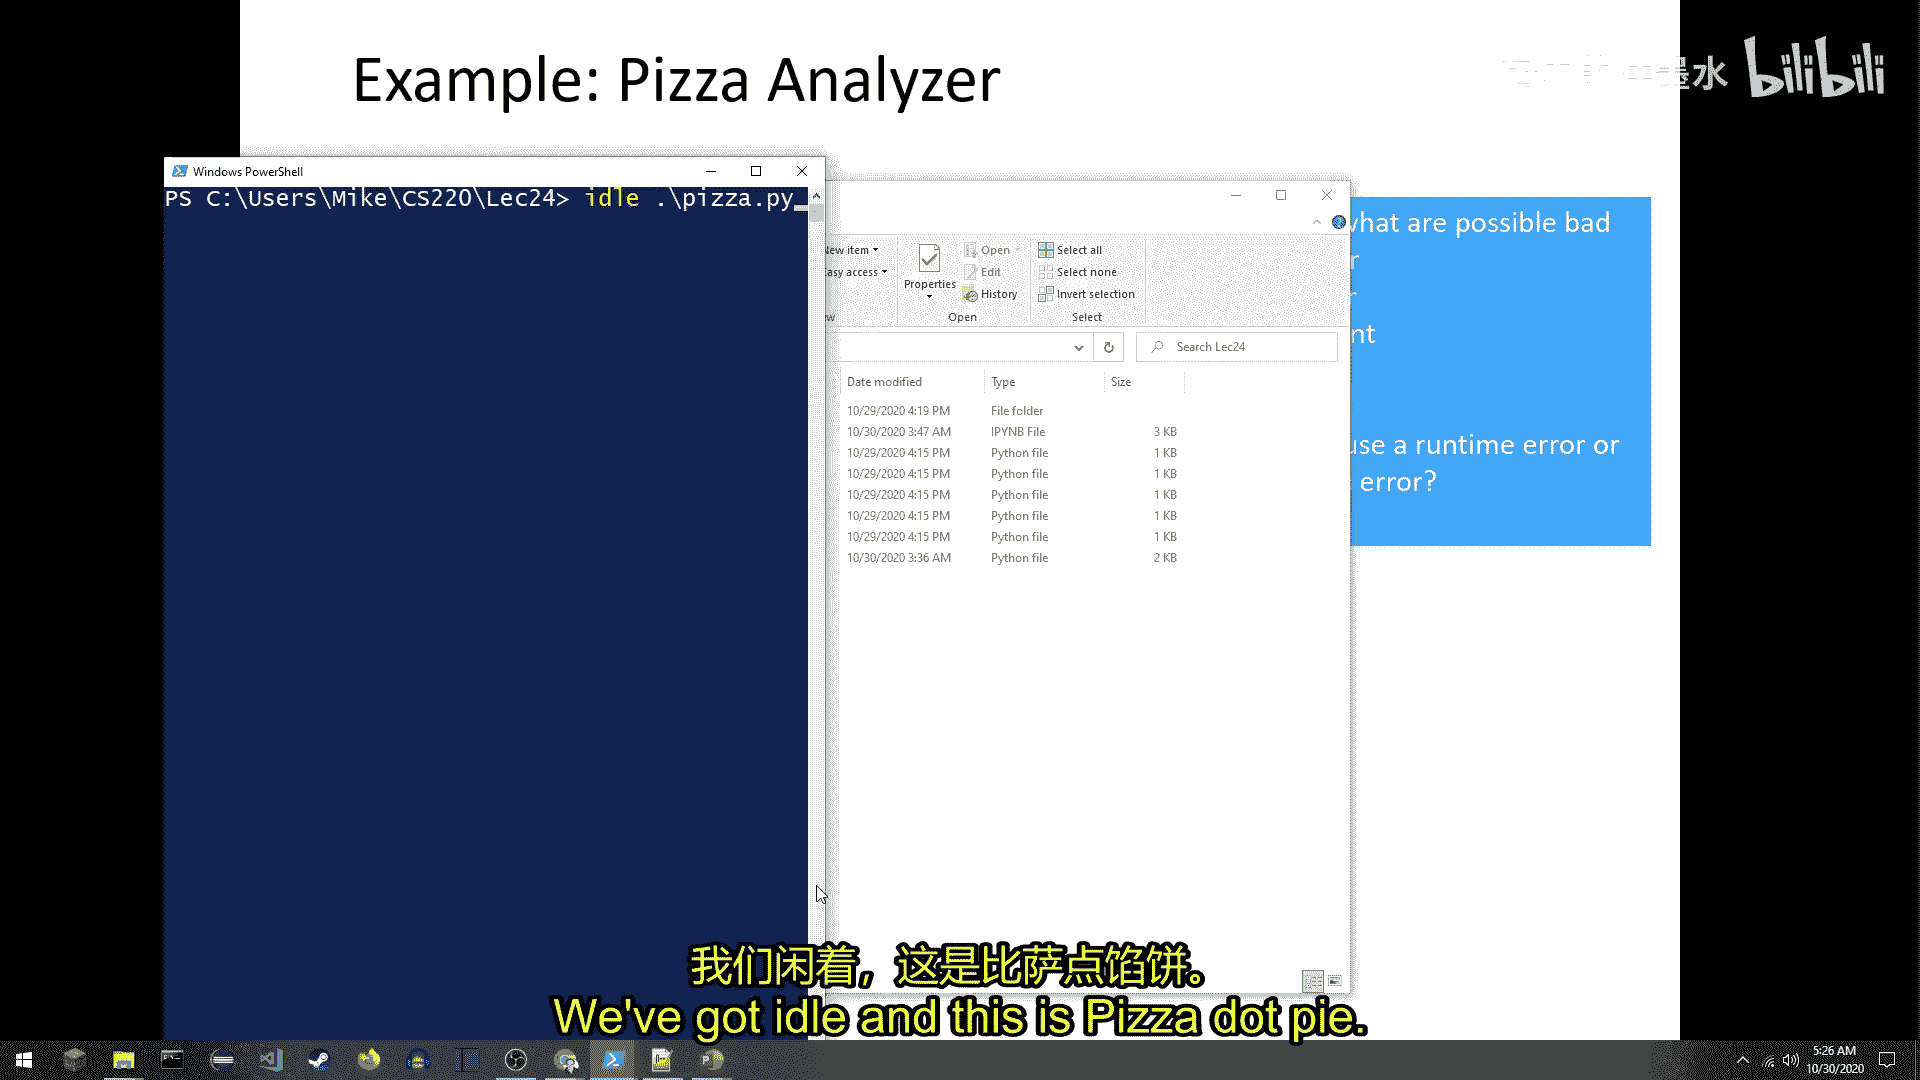 Example: Pizza Analyzer
水 bilibili
Windows PowerShell
PS C:\Users\Mike\CS220\Lec24> idle .\pizza.py
New item
Easy access
Properties
Open
Edit
History
Open
Select all
Select none
Invert selection
Select
Search Lec24
Date modified Type Size
10/29/2020 4:19 PM File folder
10/30/2020 3:47 AM IPYNB File 3 KB
10/29/2020 4:15 PM Python file 1 KB
10/29/2020 4:15 PM Python file 1 KB
10/29/2020 4:15 PM Python file 1 KB
10/29/2020 4:15 PM Python file 1 KB
10/29/2020 4:15 PM Python file 1 KB
10/30/2020 3:36 AM Python file 2 KB
what are possible bad
r
r
nt
use a runtime error or
error?
我们闲着，这是比萨点馅饼。
We've got idle and this is Pizza dot pie.
5:26 AM
10/30/2020